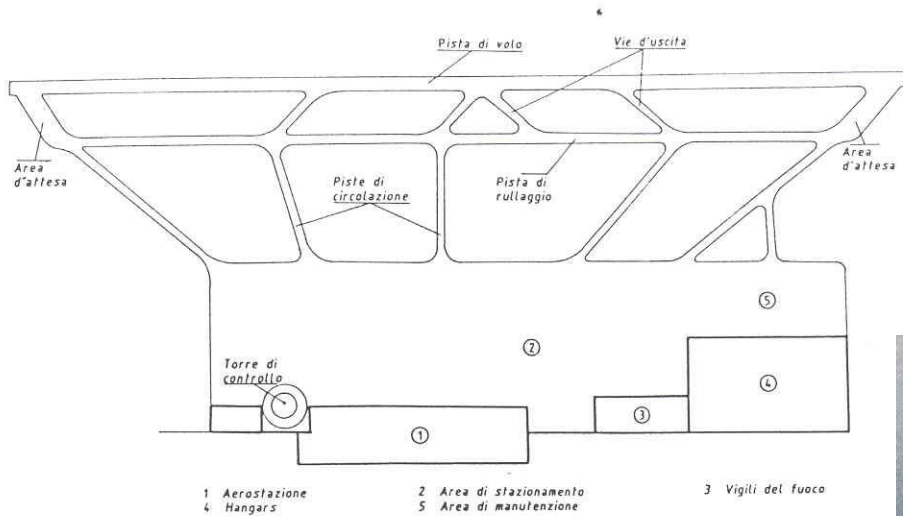 Pista di volo
Vie d'uscita
Area
d'attesa
Piste di
circolazione
Pista di
rullaggio
Area
d'attesa
5
2
Torre di
controllo
4
3
1
1 Aerostazione
2 Area di stazionamento
3 Vigili del fuoco
4 Hangars
5 Area di manutenzione